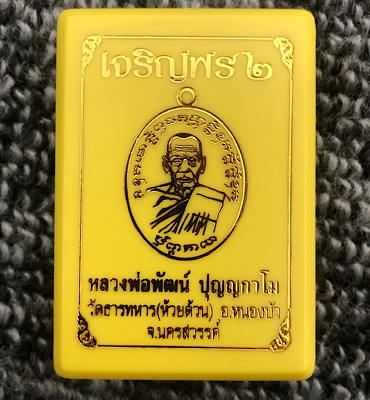 เจริญพร ๒
หลวงพ่อพัฒน์ ปุญญกาโม
วัดธารทหาร(ห้วยด้วน) อ.หนองบัว
จ.นครสวรรค์